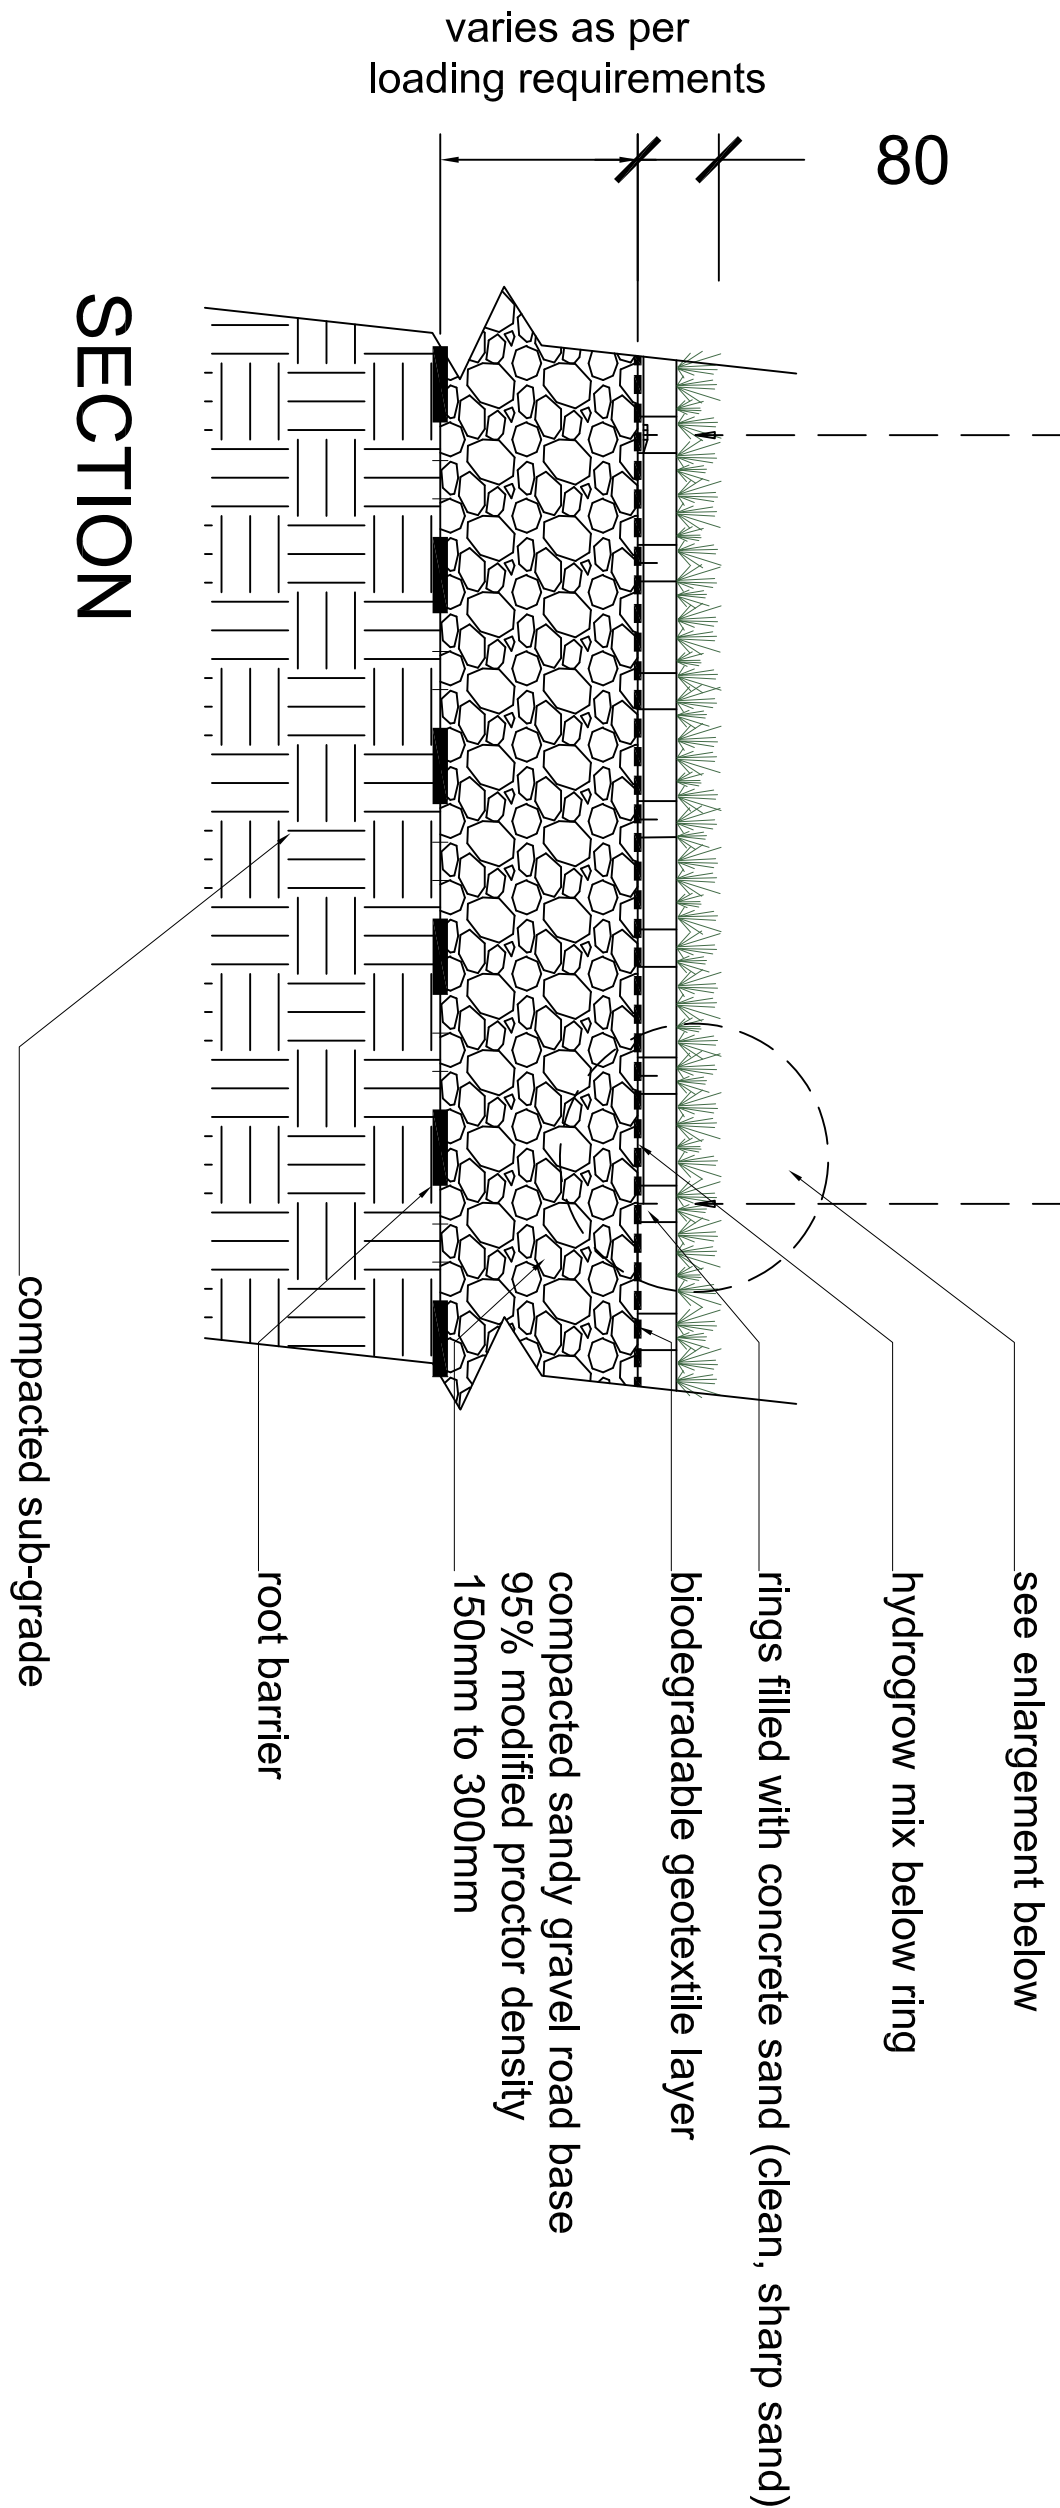 varies as per
loading requirements
80
see enlargement below
hydrogrow mix below ring
rings filled with concrete sand (clean, sharp sand)
biodegradable geotextile layer
compacted sandy gravel road base
95% modified proctor density
150mm to 300mm
root barrier
compacted sub-grade
SECTION